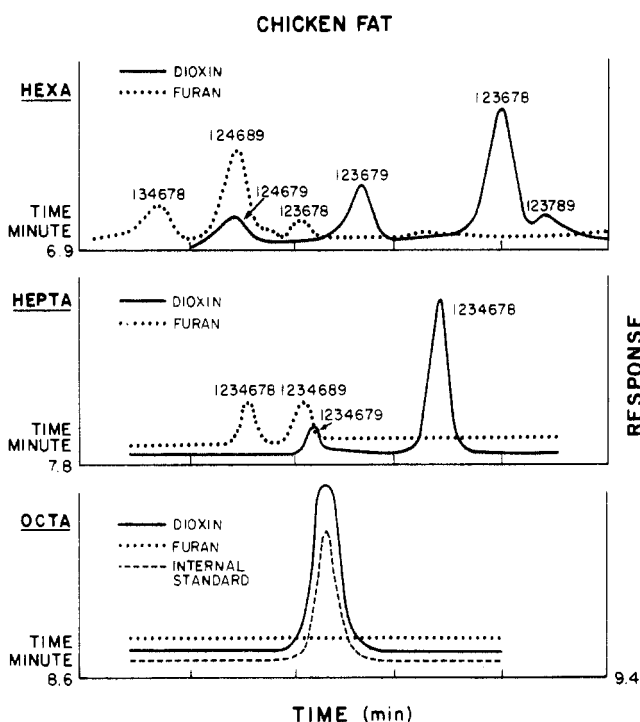 CHICKEN FAT
HEXA
DIOXIN
FURAN
134678
124689
124679
123678
123679
123678
123789
TIME
MINUTE
6.9
HEPTA
DIOXIN
FURAN
1234678
1234689
1234679
1234678
TIME
MINUTE
7.8
RESPONSE
OCTA
DIOXIN
FURAN
INTERNAL
STANDARD
TIME
MINUTE
8.6
9.4
TIME (min)